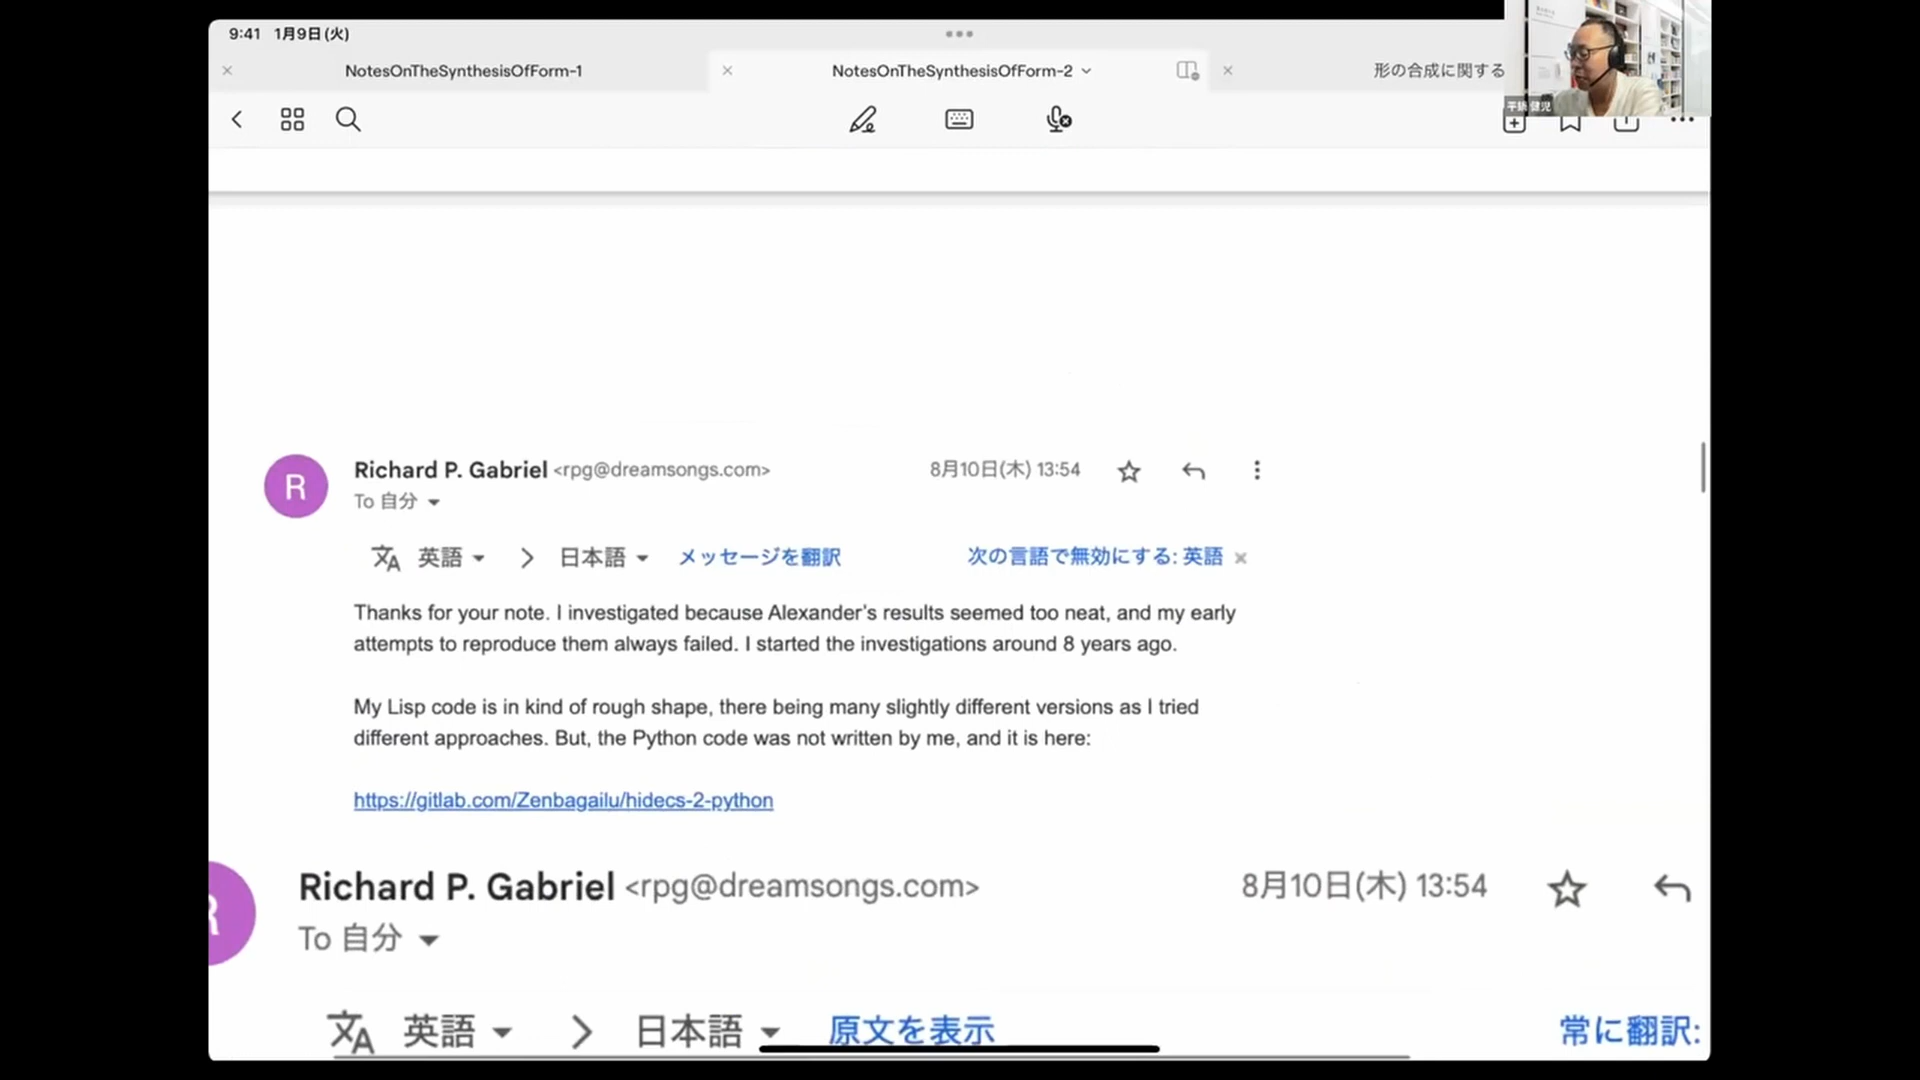 9:41 1月9日(火)
NotesOnTheSynthesisOfForm-1
NotesOnTheSynthesisOfForm-2
形の合成に関する
平鍋 健児
R
Richard P. Gabriel <rpg@dreamsongs.com>
8月10日(木) 13:54
To 自分
英語 > 日本語 メッセージを翻訳
次の言語で無効にする: 英語
Thanks for your note. I investigated because Alexander's results seemed too neat, and my early
attempts to reproduce them always failed. I started the investigations around 8 years ago.
My Lisp code is in kind of rough shape, there being many slightly different versions as I tried
different approaches. But, the Python code was not written by me, and it is here:
https://gitlab.com/Zenbagailu/hidecs-2-python
R
Richard P. Gabriel <rpg@dreamsongs.com>
8月10日(木) 13:54
To 自分
英語 > 日本語 原文を表示
常に翻訳: